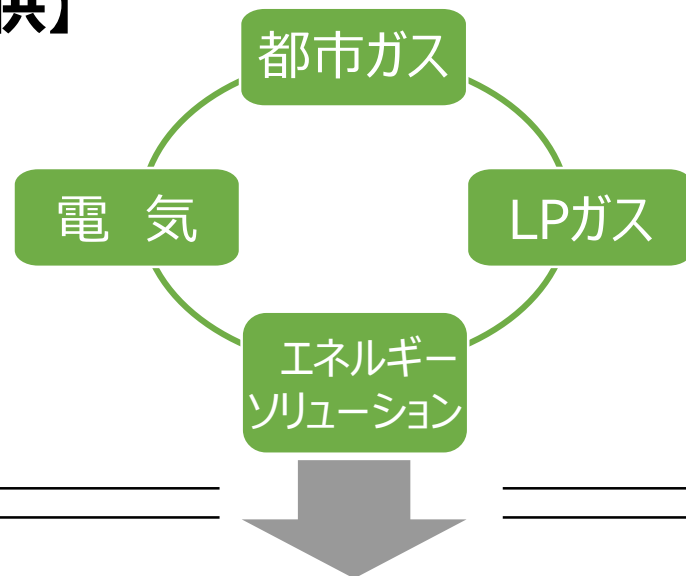 供】
都市ガス
電 気
LPガス
エネルギー
ソリューション